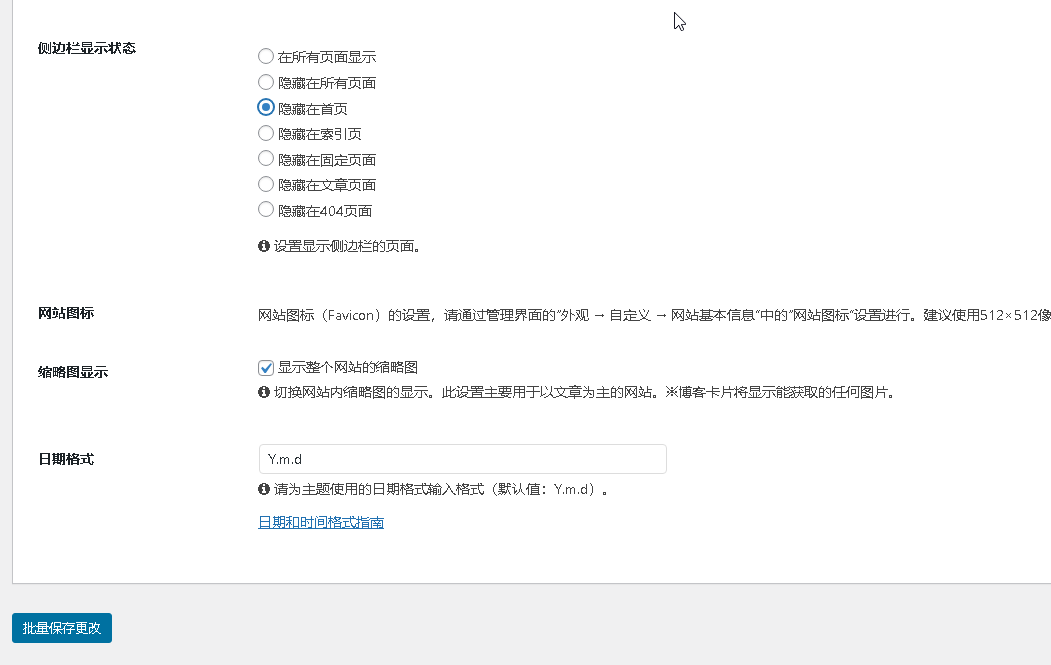 侧边栏显示状态
在所有页面显示
隐藏在所有页面
隐藏在首页
隐藏在索引页
隐藏在固定页面
隐藏在文章页面
隐藏在404页面
设置显示侧边栏的页面。
网站图标
网站图标（Favicon）的设置，请通过管理界面的"外观 → 自定义 → 网站基本信息"中的"网站图标"设置进行。建议使用512×512像
缩略图显示
显示整个网站的缩略图
切换网站内缩略图的显示。此设置主要用于以文章为主的网站。※博客卡片将显示能获取的任何图片。
日期格式
Y.m.d
请为主题使用的日期格式输入格式（默认值：Y.m.d）。
日期和时间格式指南
批量保存更改